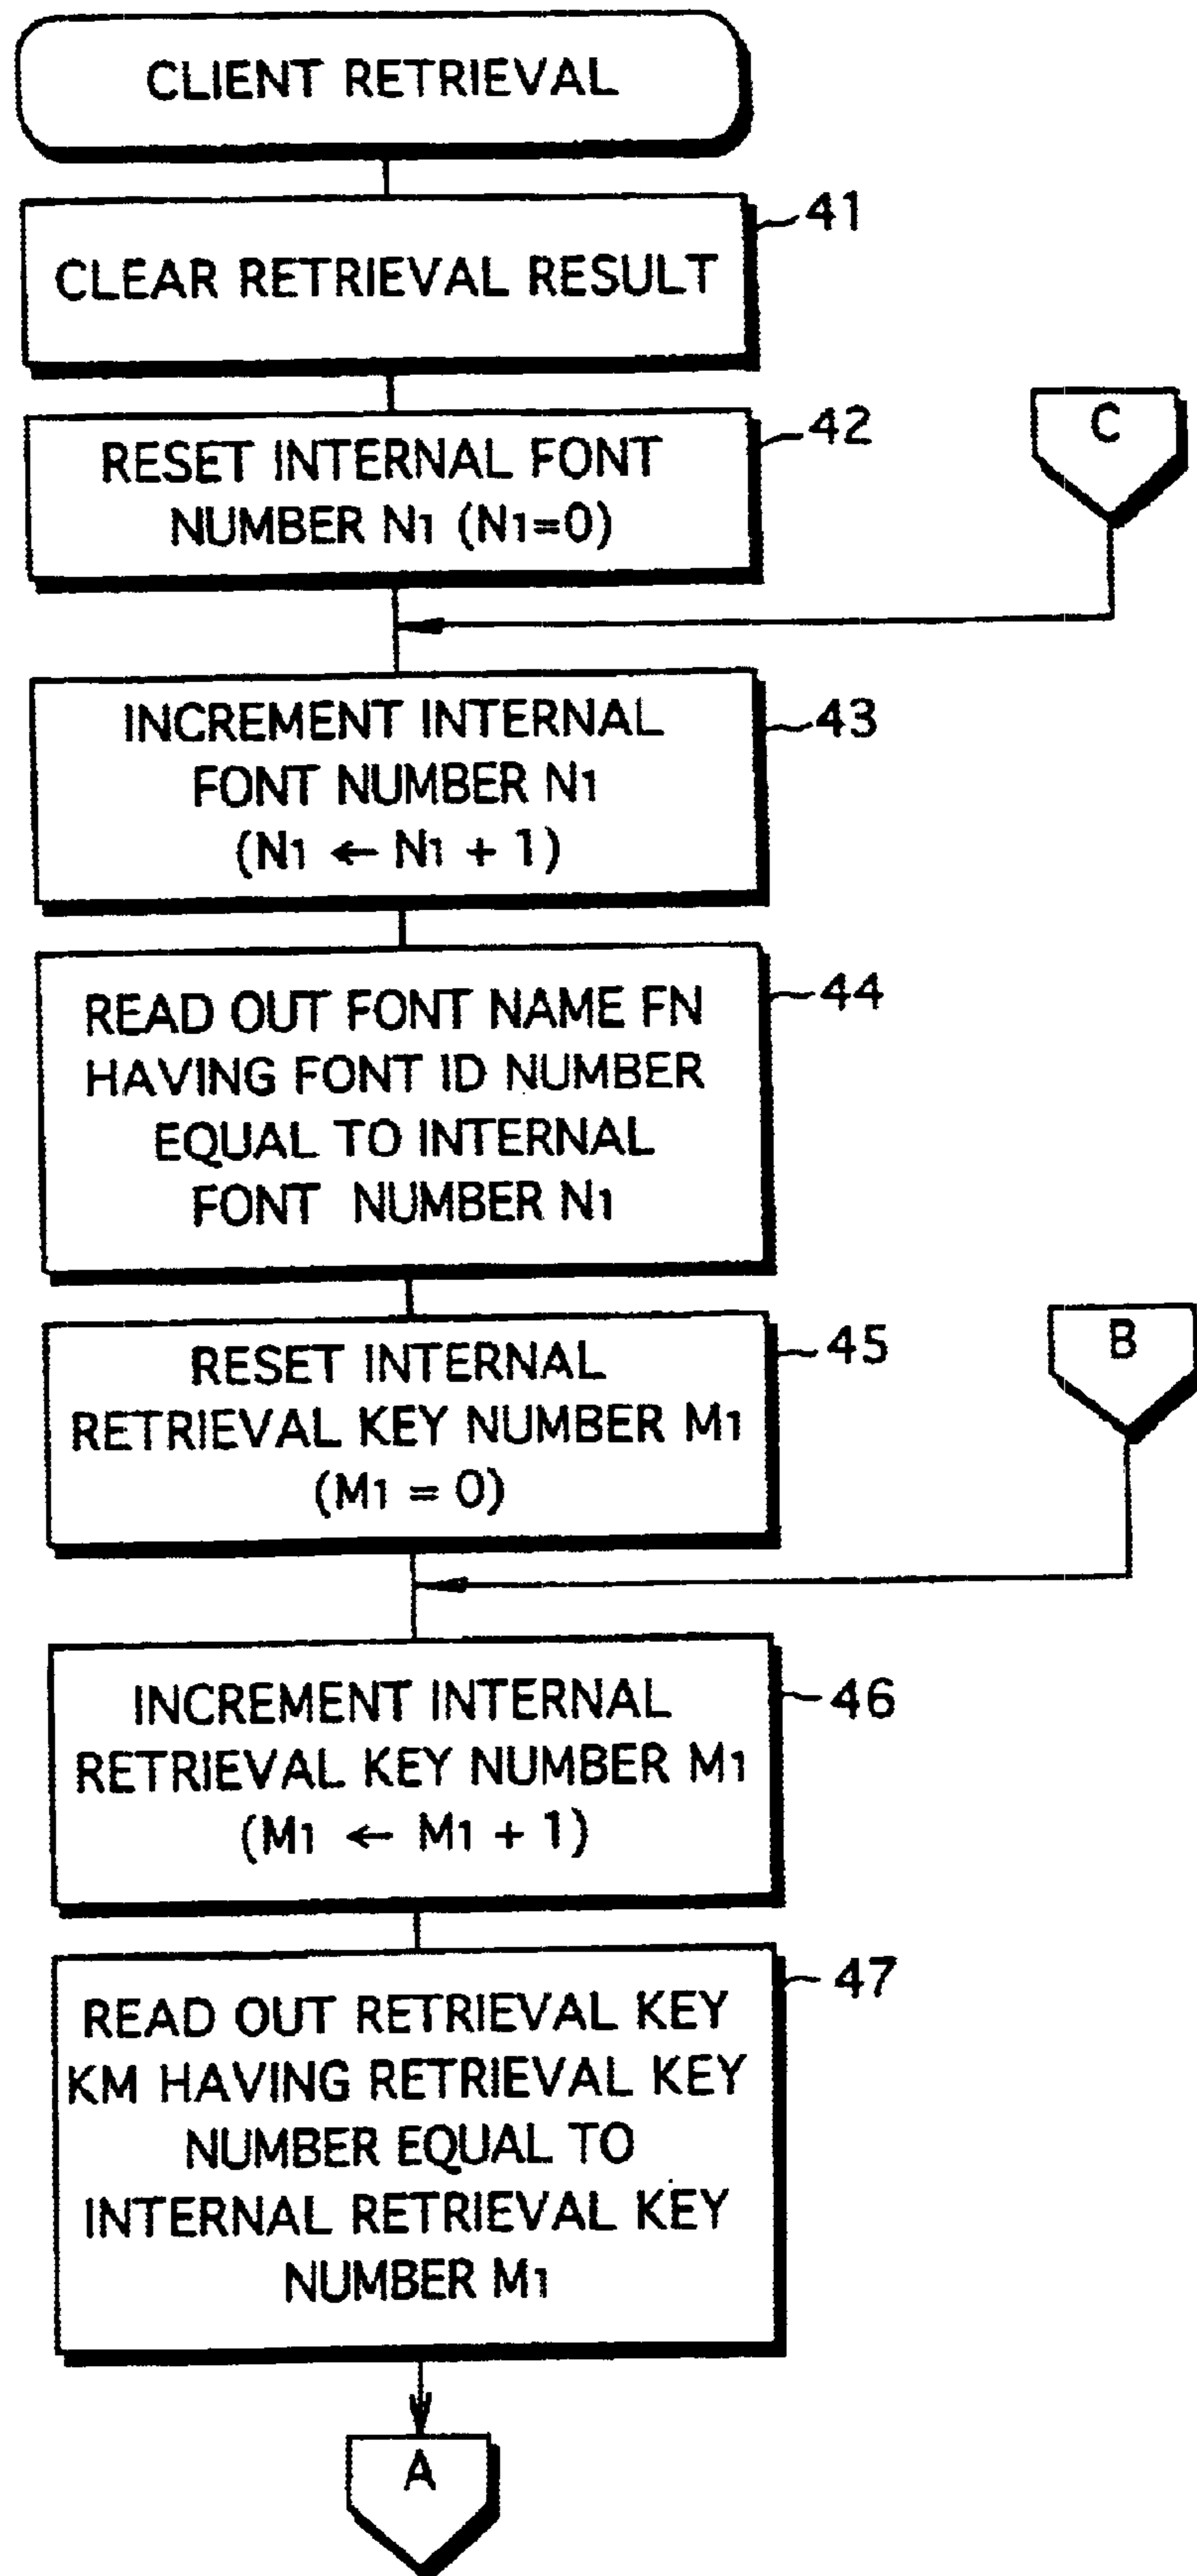 CLIENT RETRIEVAL
41
CLEAR RETRIEVAL RESULT
42
RESET INTERNAL FONT
NUMBER N1 (N1=0)
C
43
INCREMENT INTERNAL
FONT NUMBER N1
(N1 ← N1 + 1)
44
READ OUT FONT NAME FN
HAVING FONT ID NUMBER
EQUAL TO INTERNAL
FONT NUMBER N1
45
RESET INTERNAL
RETRIEVAL KEY NUMBER M1
(M1 = 0)
B
46
INCREMENT INTERNAL
RETRIEVAL KEY NUMBER M1
(M1 ← M1 + 1)
47
READ OUT RETRIEVAL KEY
KM HAVING RETRIEVAL KEY
NUMBER EQUAL TO
INTERNAL RETRIEVAL KEY
NUMBER M1
A